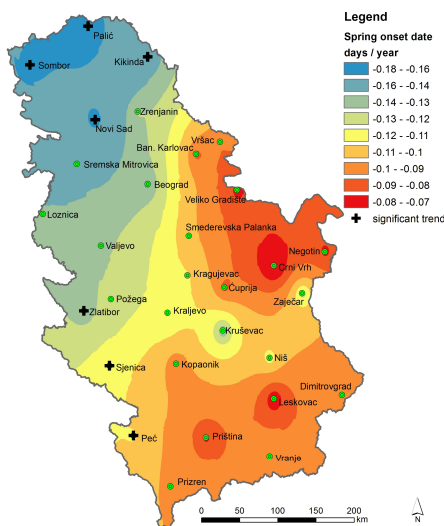 Legend
Spring onset date
days / year
-0.18 - -0.16
-0.16 - -0.14
-0.14 - -0.13
-0.13 - -0.12
-0.12 - -0.11
-0.11 - -0.1
-0.1 - -0.09
-0.09 - -0.08
-0.08 - -0.07
significant trend
Palić
Sombor
Kikinda
Zrenjanin
Novi Sad
Vršac
Ban. Karlovac
Sremska Mitrovica
Beograd
Veliko Gradište
Loznica
Smederevska Palanka
Valjevo
Negotin
Crni Vrh
Kragujevac
Ćuprija
Požega
Zaječar
Zlatibor
Kraljevo
Kruševac
Niš
Sjenica
Kopaonik
Dimitrovgrad
Leskovac
Peć
Priština
Vranje
Prizren
0 50 100 150 200
km
N